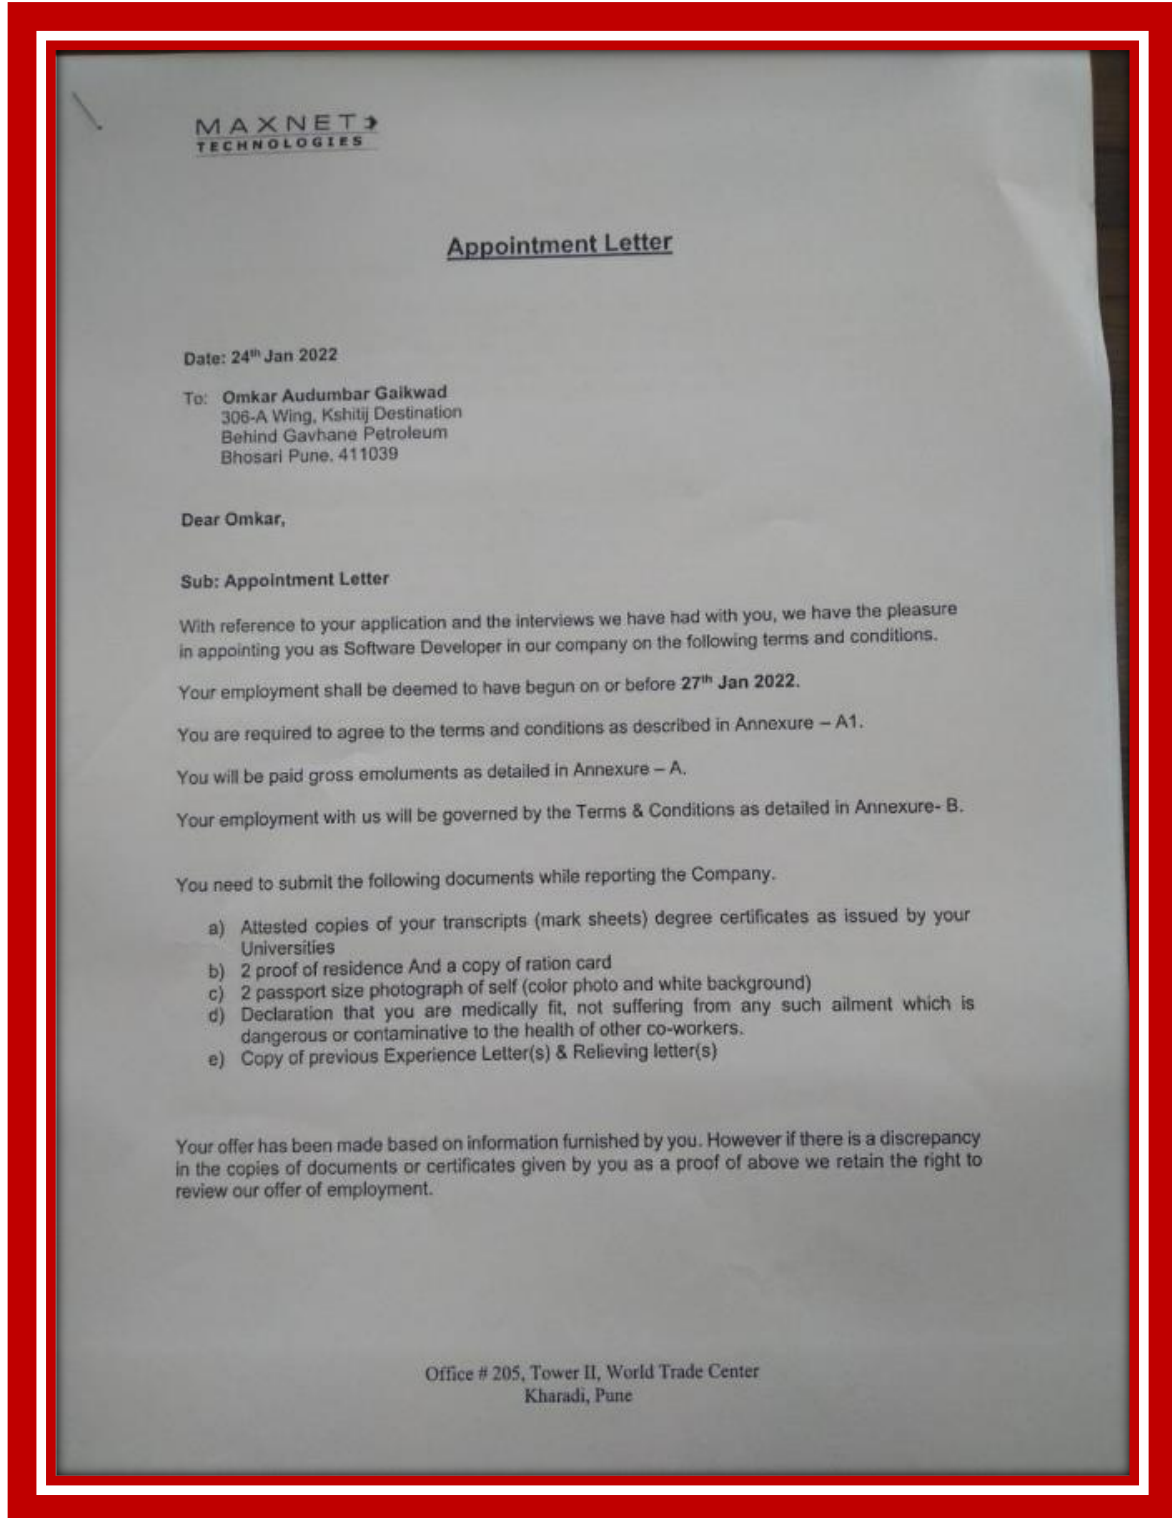 MAXNET
TECHNOLOGIES
Appointment Letter
Date: 24th Jan 2022
To: Omkar Audumbar Gaikwad
306-A Wing, Kshitij Destination
Behind Gavhane Petroleum
Bhosari Pune. 411039
Dear Omkar,
Sub: Appointment Letter
With reference to your application and the interviews we have had with you, we have the pleasure
in appointing you as Software Developer in our company on the following terms and conditions.
Your employment shall be deemed to have begun on or before 27th Jan 2022.
You are required to agree to the terms and conditions as described in Annexure – A1.
You will be paid gross emoluments as detailed in Annexure – A.
Your employment with us will be governed by the Terms & Conditions as detailed in Annexure- B.
You need to submit the following documents while reporting the Company.
a) Attested copies of your transcripts (mark sheets) degree certificates as issued by your
Universities
b) 2 proof of residence And a copy of ration card
c) 2 passport size photograph of self (color photo and white background)
d) Declaration that you are medically fit, not suffering from any such ailment which is
dangerous or contaminative to the health of other co-workers.
e) Copy of previous Experience Letter(s) & Relieving letter(s)
Your offer has been made based on information furnished by you. However if there is a discrepancy
in the copies of documents or certificates given by you as a proof of above we retain the right to
review our offer of employment.
Office # 205, Tower II, World Trade Center
Kharadi, Pune